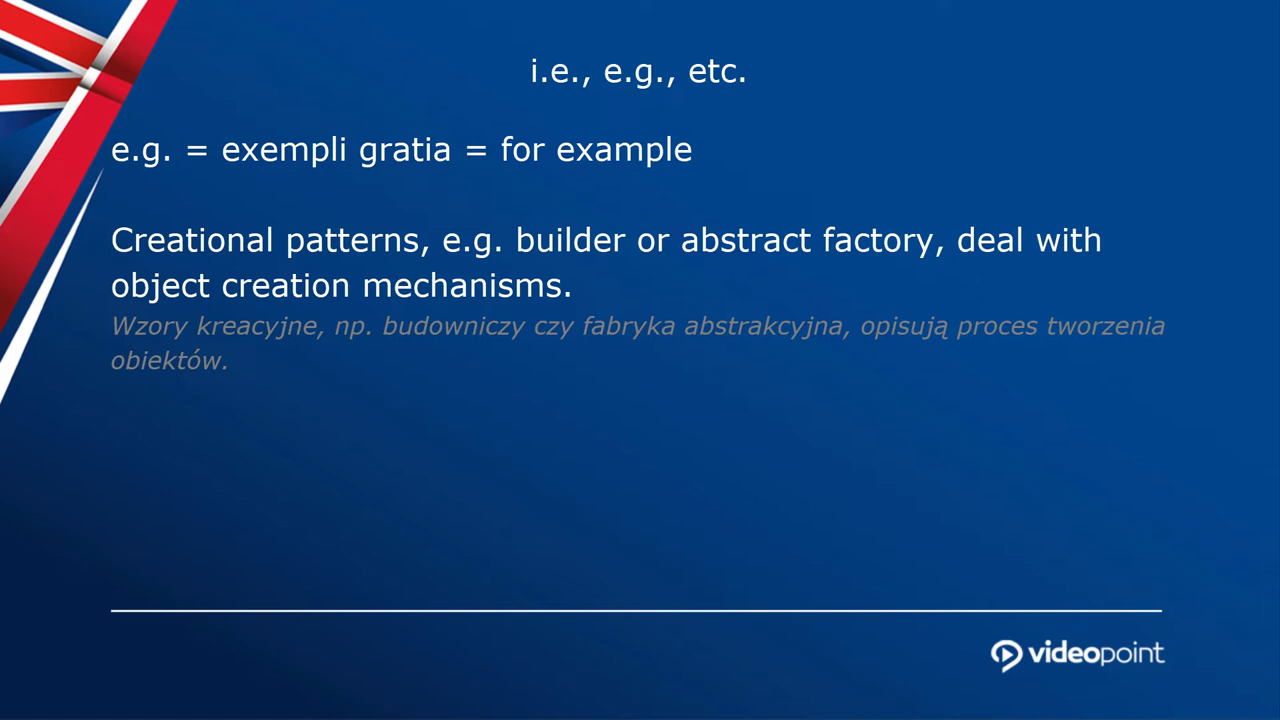 i.e., e.g., etc.
e.g. = exempli gratia = for example
Creational patterns, e.g. builder or abstract factory, deal with
object creation mechanisms.
Wzory kreacyjne, np. budowniczy czy fabryka abstrakcyjna, opisują proces tworzenia
obiektów.
videopoint